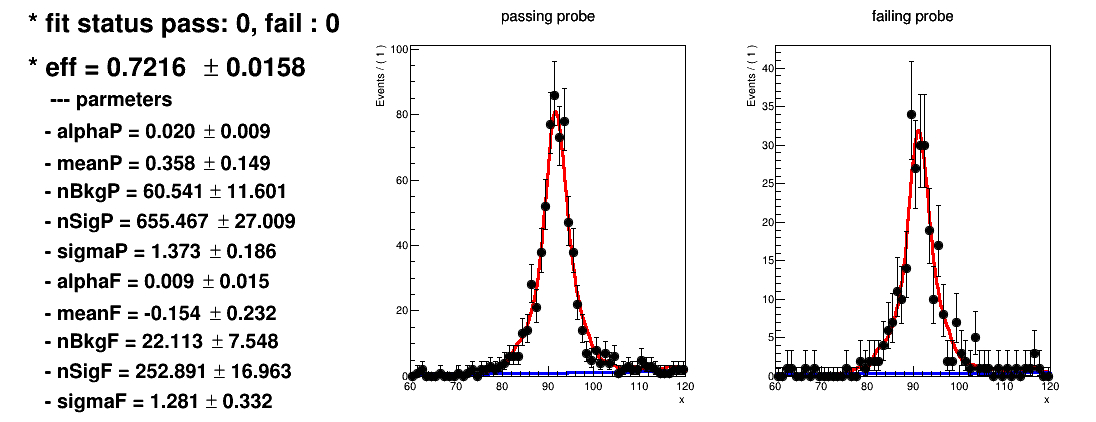 * fit status pass: 0, fail : 0
* eff = 0.7216 ± 0.0158
--- parmeters
- alphaP = 0.020 ± 0.009
- meanP = 0.358 ± 0.149
- nBkgP = 60.541 ± 11.601
- nSigP = 655.467 ± 27.009
- sigmaP = 1.373 ± 0.186
- alphaF = 0.009 ± 0.015
- meanF = -0.154 ± 0.232
- nBkgF = 22.113 ± 7.548
- nSigF = 252.891 ± 16.963
- sigmaF = 1.281 ± 0.332
passing probe
Events / ( 1 )
100
80
60
40
20
0
60 70 80 90 100 110 120
x
failing probe
Events / ( 1 )
40
35
30
25
20
15
10
5
0
60 70 80 90 100 110 120
x